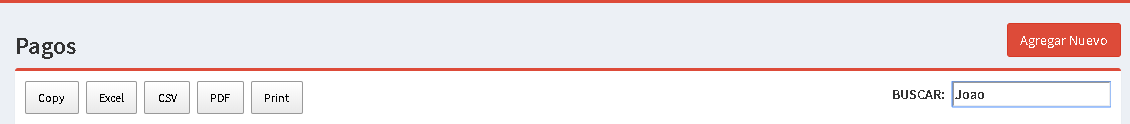 Pagos
Agregar Nuevo
Copy Excel CSV PDF Print
BUSCAR: Joao